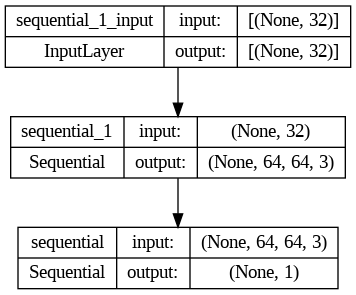 sequential_1_input input: [(None, 32)]
InputLayer output: [(None, 32)]
sequential_1 input: (None, 32)
Sequential output: (None, 64, 64, 3)
sequential input: (None, 64, 64, 3)
Sequential output: (None, 1)